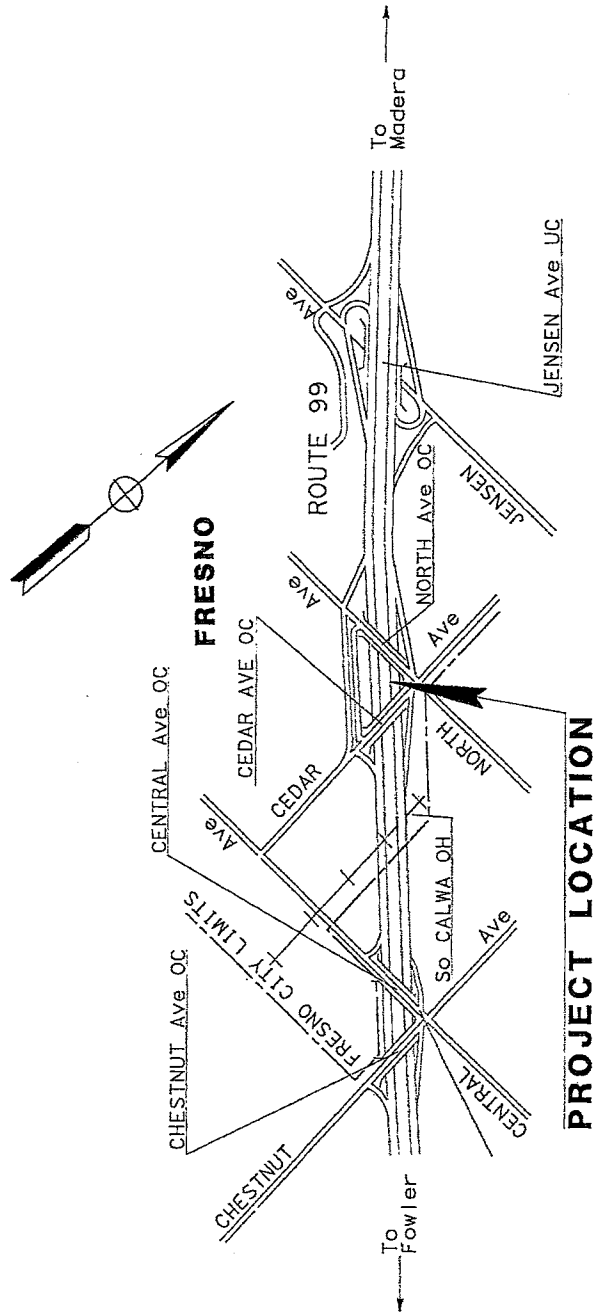 To
Madera
JENSEN Ave UC
Ave
ROUTE 99
JENSEN
NORTH Ave OC
Ave
FRESNO
CEDAR AVE OC
Ave
NORTH
CEDAR
CENTRAL Ave OC
Ave
So CALWA OH
PROJECT LOCATION
FRESNO CITY LIMITS
Ave
CHESTNUT Ave OC
CENTRAL
CHESTNUT
To
Fowler